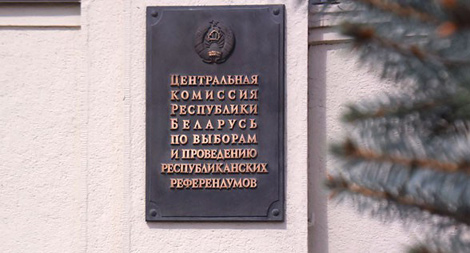 Центральная
комиссия
Республики
Беларусь
по выборам
и проведению
республиканских
референдумов